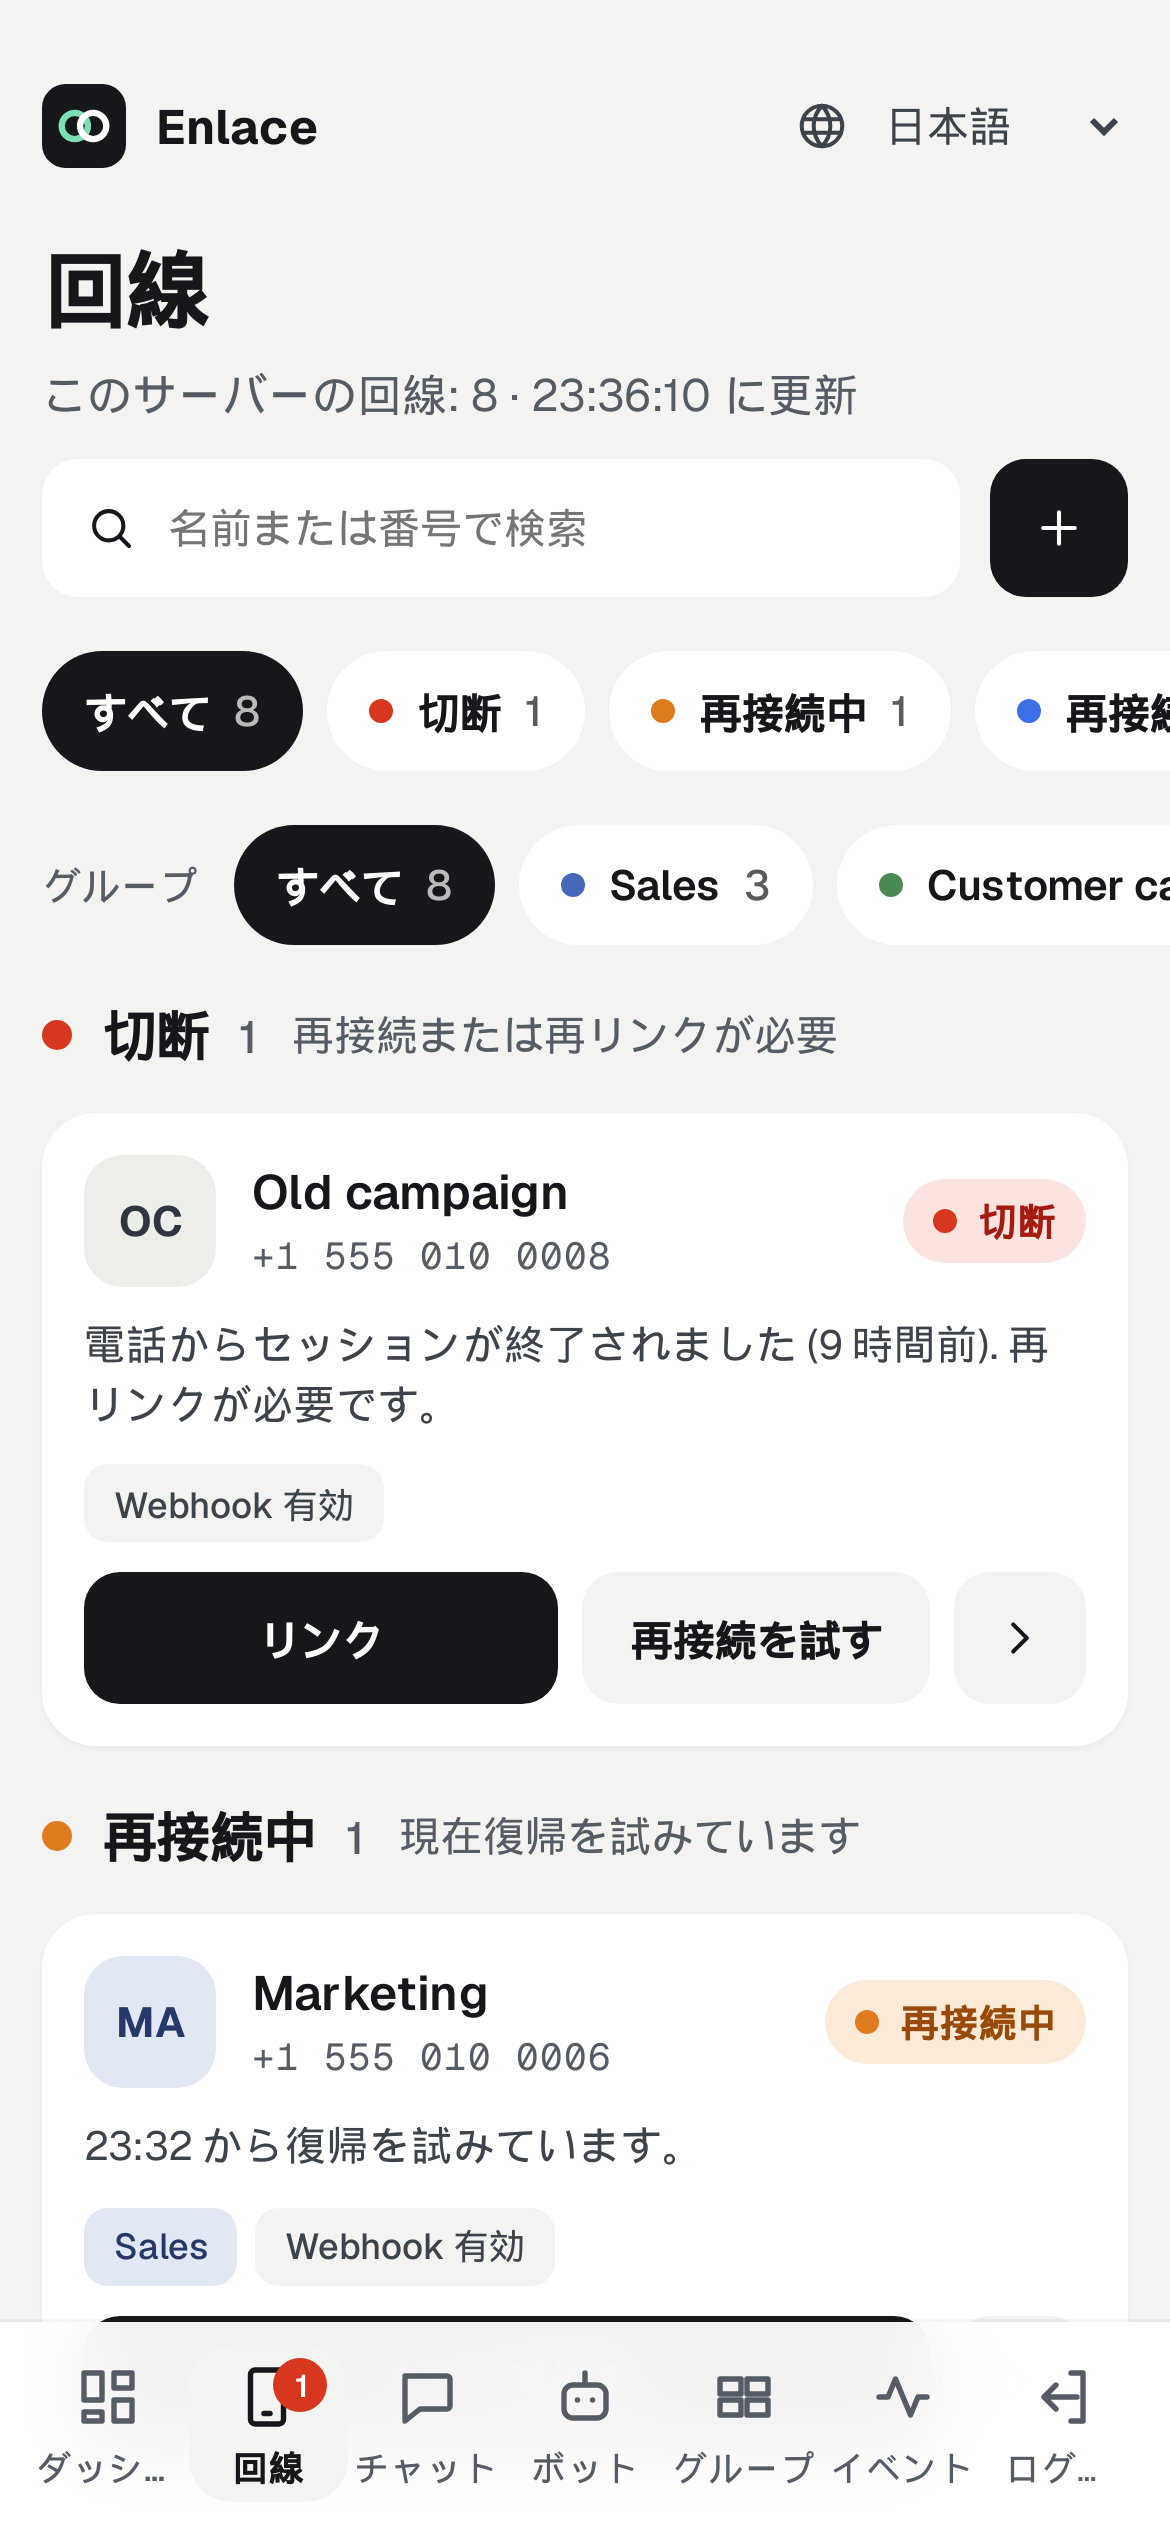 Enlace
日本語
回線
このサーバーの回線: 8 · 23:36:10 に更新
名前または番号で検索
すべて 8
切断 1
再接続中 1
再接続
グループ
すべて 8
Sales 3
Customer ca
切断 1 再接続または再リンクが必要
OC
Old campaign
+1 555 010 0008
切断
電話からセッションが終了されました (9 時間前). 再
リンクが必要です。
Webhook 有効
リンク
再接続を試す
再接続中 1 現在復帰を試みています
MA
Marketing
+1 555 010 0006
再接続中
23:32 から復帰を試みています。
Sales
Webhook 有効
1
ダッシ…
回線
チャット
ボット
グループ
イベント
ログ…